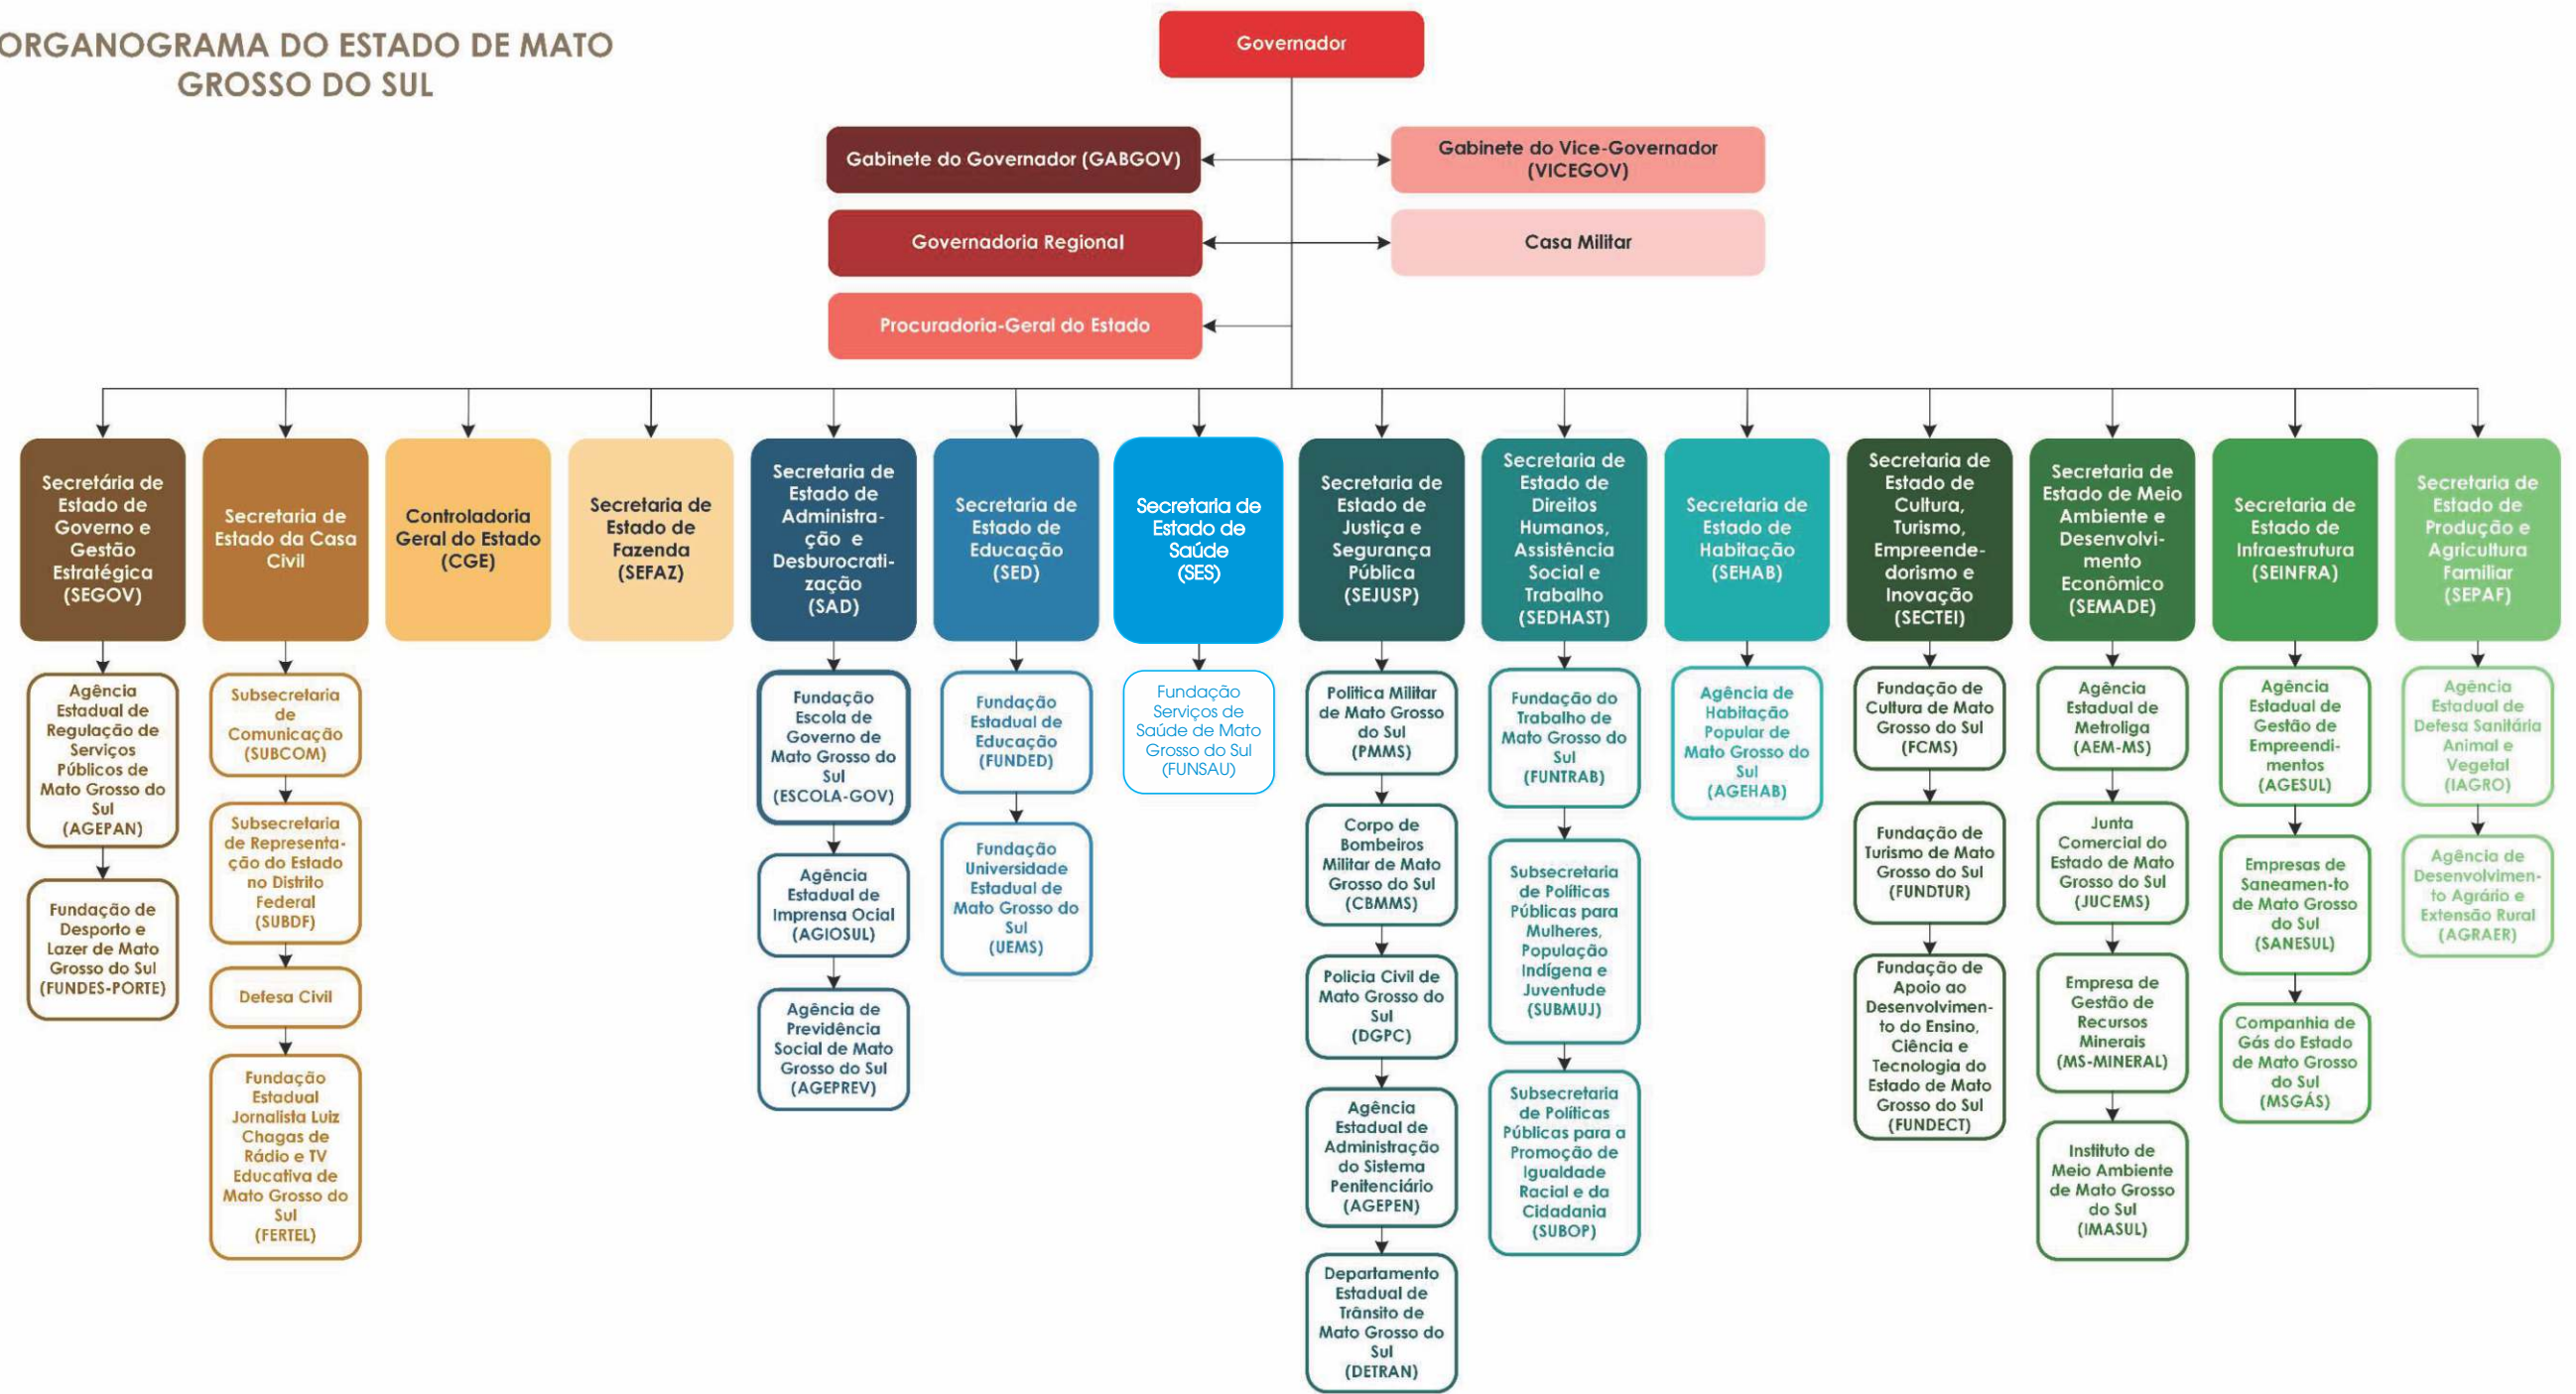 ORGANOGRAMA DO ESTADO DE MATO
GROSSO DO SUL
Governador
Gabinete do Governador (GABGOV)
Gabinete do Vice-Governador
(VICEGOV)
Governadoria Regional
Casa Militar
Procuradoria-Geral do Estado
Secretária de
Estado de
Governo e
Gestão
Estratégica
(SEGOV)
Secretaria de
Estado da Casa
Civil
Controladoria
Geral do Estado
(CGE)
Secretaria de
Estado de
Fazenda
(SEFAZ)
Secretaria de
Estado de
Administra-
ção e
Desburocrati-
zação
(SAD)
Secretaria de
Estado de
Educação
(SED)
Secretaria de
Estado de
Saúde
(SES)
Secretaria de
Estado de
Justiça e
Segurança
Pública
(SEJUSP)
Secretaria de
Estado de
Direitos
Humanos,
Assistência
Social e
Trabalho
(SEDHAST)
Secretaria de
Estado de
Habitação
(SEHAB)
Secretaria de
Estado de
Cultura,
Turismo,
Empreende-
dorismo e
Inovação
(SECTEI)
Secretaria de
Estado de Meio
Ambiente e
Desenvolvi-
mento
Econômico
(SEMADE)
Secretaria de
Estado de
Infraestrutura
(SEINFRA)
Secretaria de
Estado de
Produção e
Agricultura
Familiar
(SEPAF)
Agência
Estadual de
Regulação de
Serviços
Públicos de
Mato Grosso do
Sul
(AGEPAN)
Fundação de
Desporto e
Lazer de Mato
Grosso do Sul
(FUNDES-PORTE)
Subsecretaria
de
Comunicação
(SUBCOM)
Subsecretaria
de Representa-
ção do Estado
no Distrito
Federal
(SUBDF)
Defesa Civil
Fundação
Estadual
Jornalista Luiz
Chagas de
Rádio e TV
Educativa de
Mato Grosso do
Sul
(FERTEL)
Fundação
Escola de
Governo de
Mato Grosso do
Sul
(ESCOLA-GOV)
Agência
Estadual de
Imprensa Ocial
(AGIOSUL)
Agência de
Previdência
Social de Mato
Grosso do Sul
(AGEPREV)
Fundação
Estadual de
Educação
(FUNDED)
Fundação
Universidade
Estadual de
Mato Grosso do
Sul
(UEMS)
Fundação
Serviços de
Saúde de Mato
Grosso do Sul
(FUNSAU)
Politica Militar
de Mato Grosso
do Sul
(PMMS)
Corpo de
Bombeiros
Militar de Mato
Grosso do Sul
(CBMMS)
Policia Civil de
Mato Grosso do
Sul
(DGPC)
Agência
Estadual de
Administração
do Sistema
Penitenciário
(AGEPEN)
Departamento
Estadual de
Trânsito de
Mato Grosso do
Sul
(DETRAN)
Fundação do
Trabalho de
Mato Grosso do
Sul
(FUNTRAB)
Subsecretaria
de Políticas
Públicas para
Mulheres,
População
Indígena e
Juventude
(SUBMUJ)
Subsecretaria
de Políticas
Públicas para a
Promoção de
Igualdade
Racial e da
Cidadania
(SUBOP)
Agência de
Habitação
Popular de
Mato Grosso do
Sul
(AGEHAB)
Fundação de
Cultura de Mato
Grosso do Sul
(FCMS)
Fundação de
Turismo de Mato
Grosso do Sul
(FUNDTUR)
Fundação de
Apoio ao
Desenvolvimen-
to do Ensino,
Ciência e
Tecnologia do
Estado de Mato
Grosso do Sul
(FUNDECT)
Agência
Estadual de
Metroliga
(AEM-MS)
Junta
Comercial do
Estado de Mato
Grosso do Sul
(JUCEMS)
Empresa de
Gestão de
Recursos
Minerais
(MS-MINERAL)
Instituto de
Meio Ambiente
de Mato Grosso
do Sul
(IMASUL)
Agência
Estadual de
Gestão de
Empreendi-
mentos
(AGESUL)
Empresas de
Saneamen-to
de Mato Grosso
do Sul
(SANESUL)
Companhia de
Gás do Estado
de Mato Grosso
do Sul
(MSGÁS)
Agência
Estadual de
Defesa Sanitária
Animal e
Vegetal
(IAGRO)
Agência de
Desenvolvimen-
to Agrário e
Extensão Rural
(AGRAER)